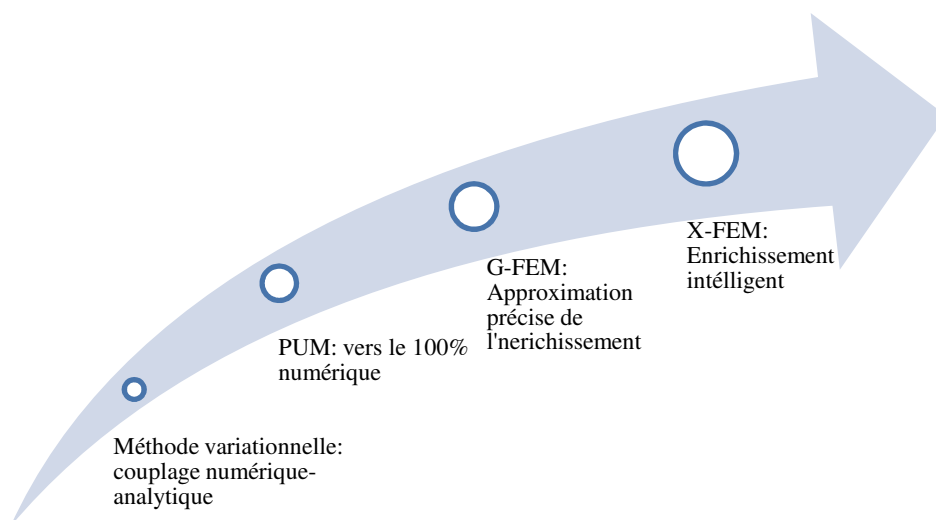 Méthode variationnelle:
couplage numérique-
analytique
PUM: vers le 100%
numérique
G-FEM:
Approximation
précise de
l'nerichissement
X-FEM:
Enrichissement
intélligent